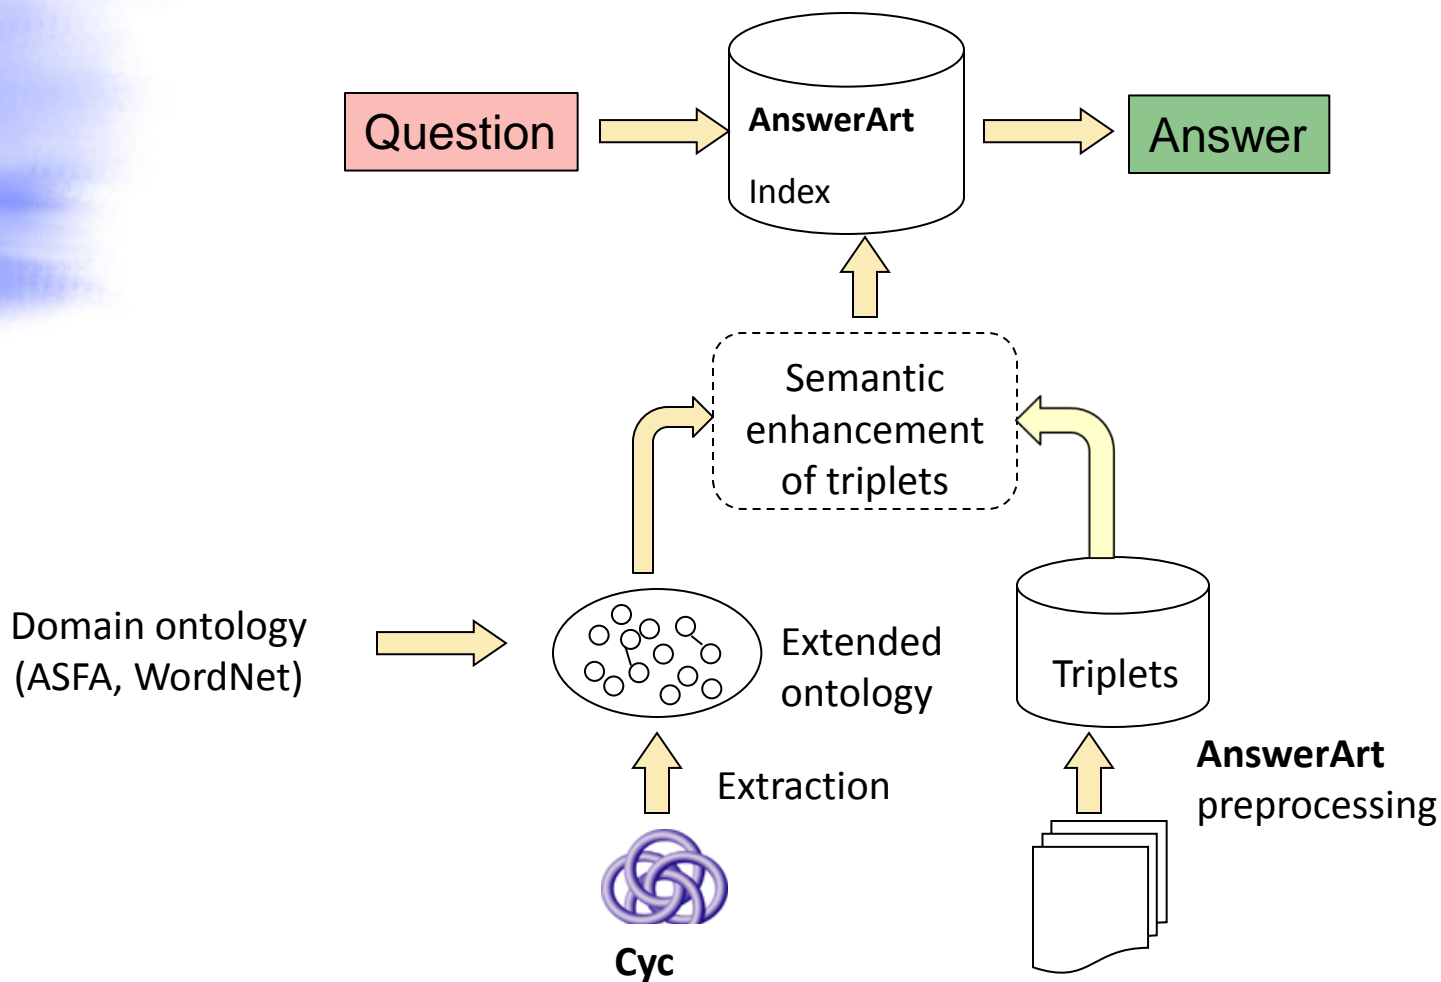 Question
AnswerArt
Index
Answer
Semantic
enhancement
of triplets
Domain ontology
(ASFA, WordNet)
Extended
ontology
Triplets
Extraction
AnswerArt
preprocessing
Cyc